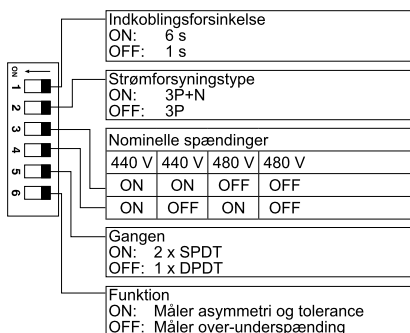 Indkoblingsforsinkelse
ON: 6 s
OFF: 1 s
ON
1
2
3
4
5
6
Strømforsyningstype
ON: 3P+N
OFF: 3P
Nominelle spændinger
440 V 440 V 480 V 480 V
ON ON OFF OFF
ON OFF ON OFF
Gangen
ON: 2 x SPDT
OFF: 1 x DPDT
Funktion
ON: Måler asymmetri og tolerance
OFF: Måler over-underspænding